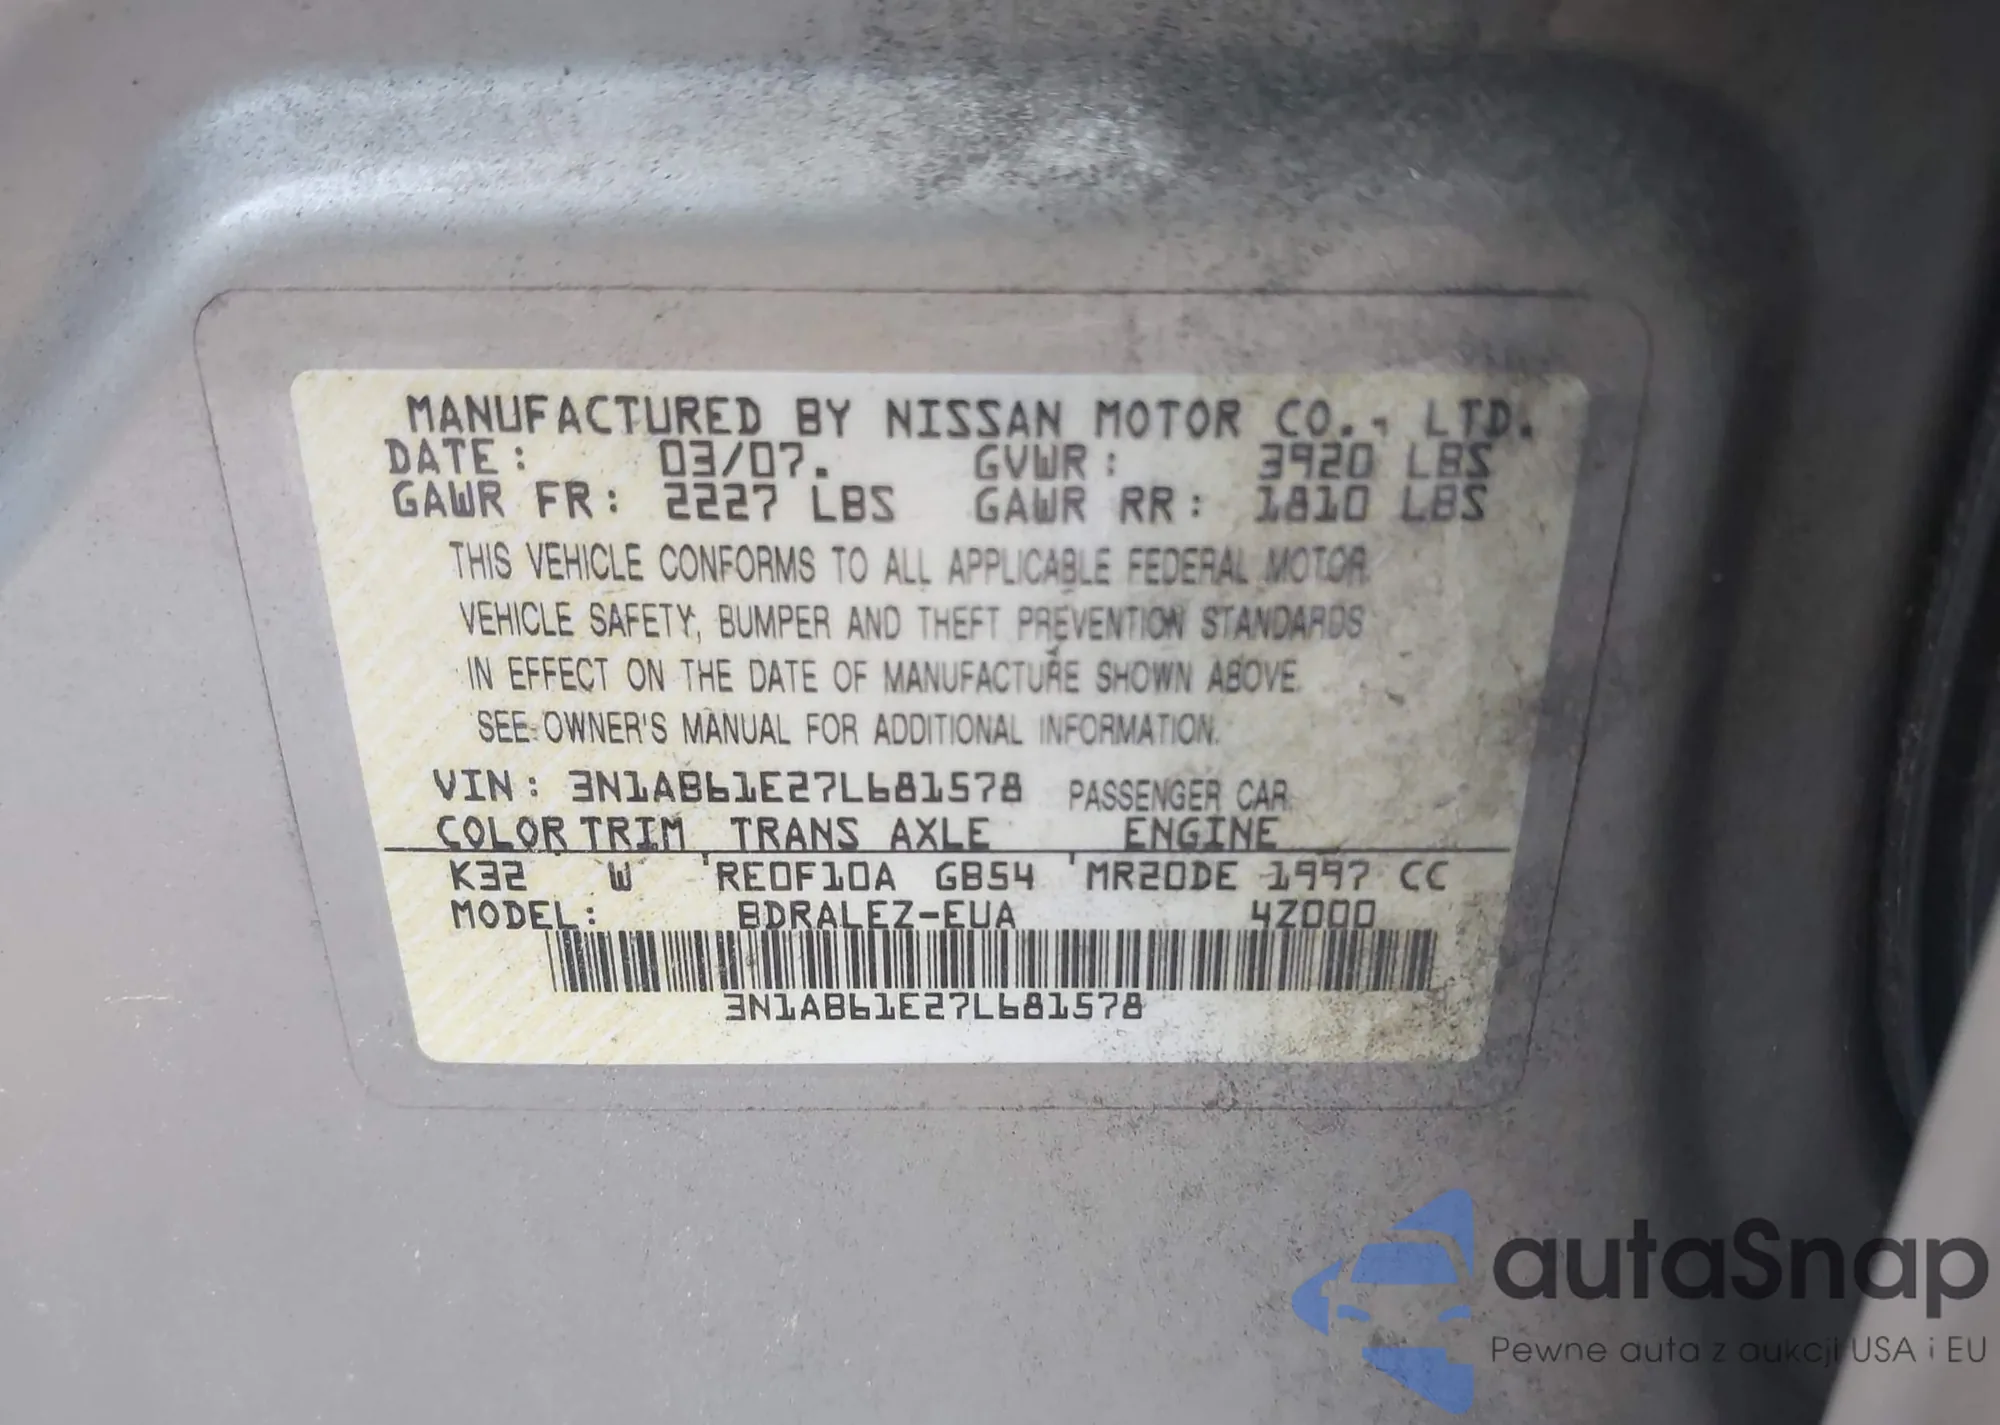 MANUFACTURED BY NISSAN MOTOR CO., LTD.
DATE: 03/07. GVWR: 3920 LBS
GAWR FR: 2227 LBS GAWR RR: 1810 LBS
THIS VEHICLE CONFORMS TO ALL APPLICABLE FEDERAL MOTOR
VEHICLE SAFETY, BUMPER AND THEFT PREVENTION STANDARDS
IN EFFECT ON THE DATE OF MANUFACTURE SHOWN ABOVE.
SEE OWNER'S MANUAL FOR ADDITIONAL INFORMATION.
VIN: 3N1AB61E27L681578 PASSENGER CAR
COLOR TRIM TRANS AXLE ENGINE
K32 W RE0F10A GB54 MR20DE 1997 CC
MODEL: BDRALEZ-EUA 4Z000
3N1AB61E27L681578
autaSnap
Pewne auta z aukcji USA i EU